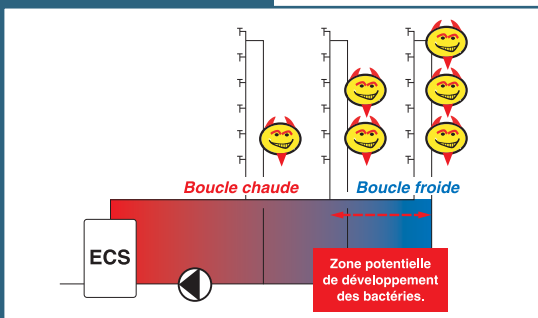 Boucle chaude
Boucle froide
ECS
Zone potentielle
de développement
des bactéries.